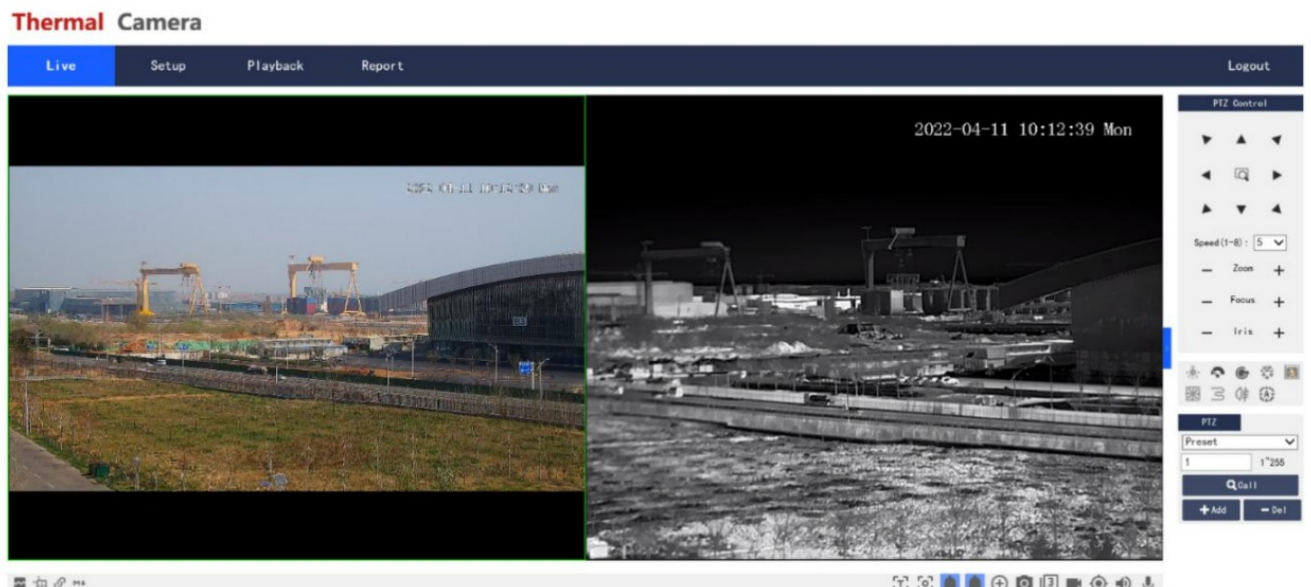 Thermal Camera
Live Setup Playback Report Logout
2022-04-11 10:12:39 Mon
PTZ Control
Speed(1-8): 5
Zoom
Focus
Iris
PTZ
Preset
1 1~255
Call
Add Del